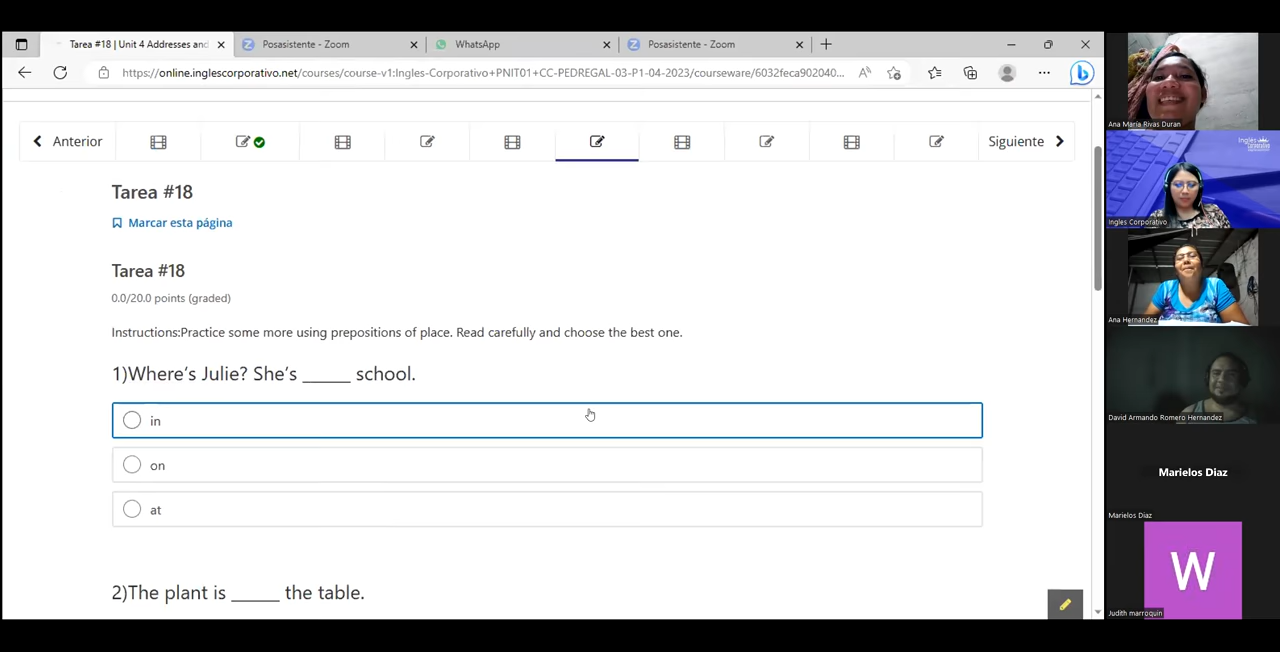 Tarea #18 | Unit 4 Addresses and
Posasistente - Zoom
WhatsApp
Posasistente - Zoom
https://online.inglescorporativo.net/courses/course-v1:Ingles-Corporativo+PNIT01+CC-PEDREGAL-03-P1-04-2023/courseware/6032feca902040...
Anterior
Siguiente
Tarea #18
Marcar esta página
Tarea #18
0.0/20.0 points (graded)
Instructions:Practice some more using prepositions of place. Read carefully and choose the best one.
1)Where's Julie? She's ______ school.
in
on
at
2)The plant is ______ the table.
Ana María Rivas Duran
Ingles Corporativo
Ingles Corporativo
Ana Hernandez
David Armando Romero Hernandez
Marielos Diaz
Marielos Diaz
W
Judith marroquin